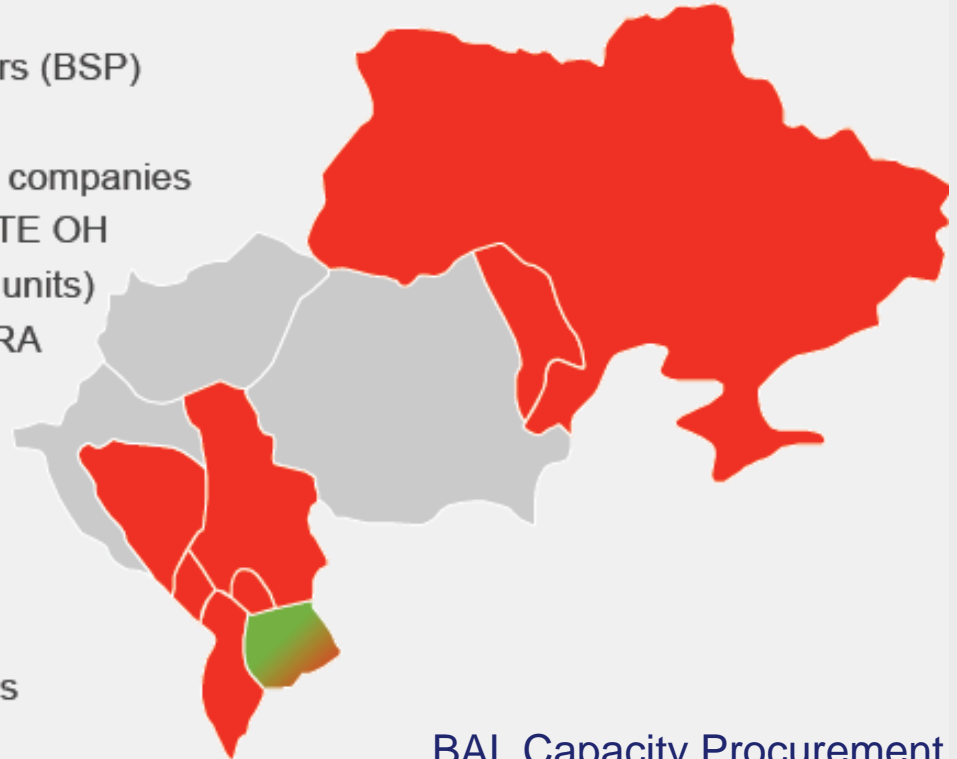 rs (BSP)
companies
TE OH
units)
RA
s
BAL Capacity Procurement